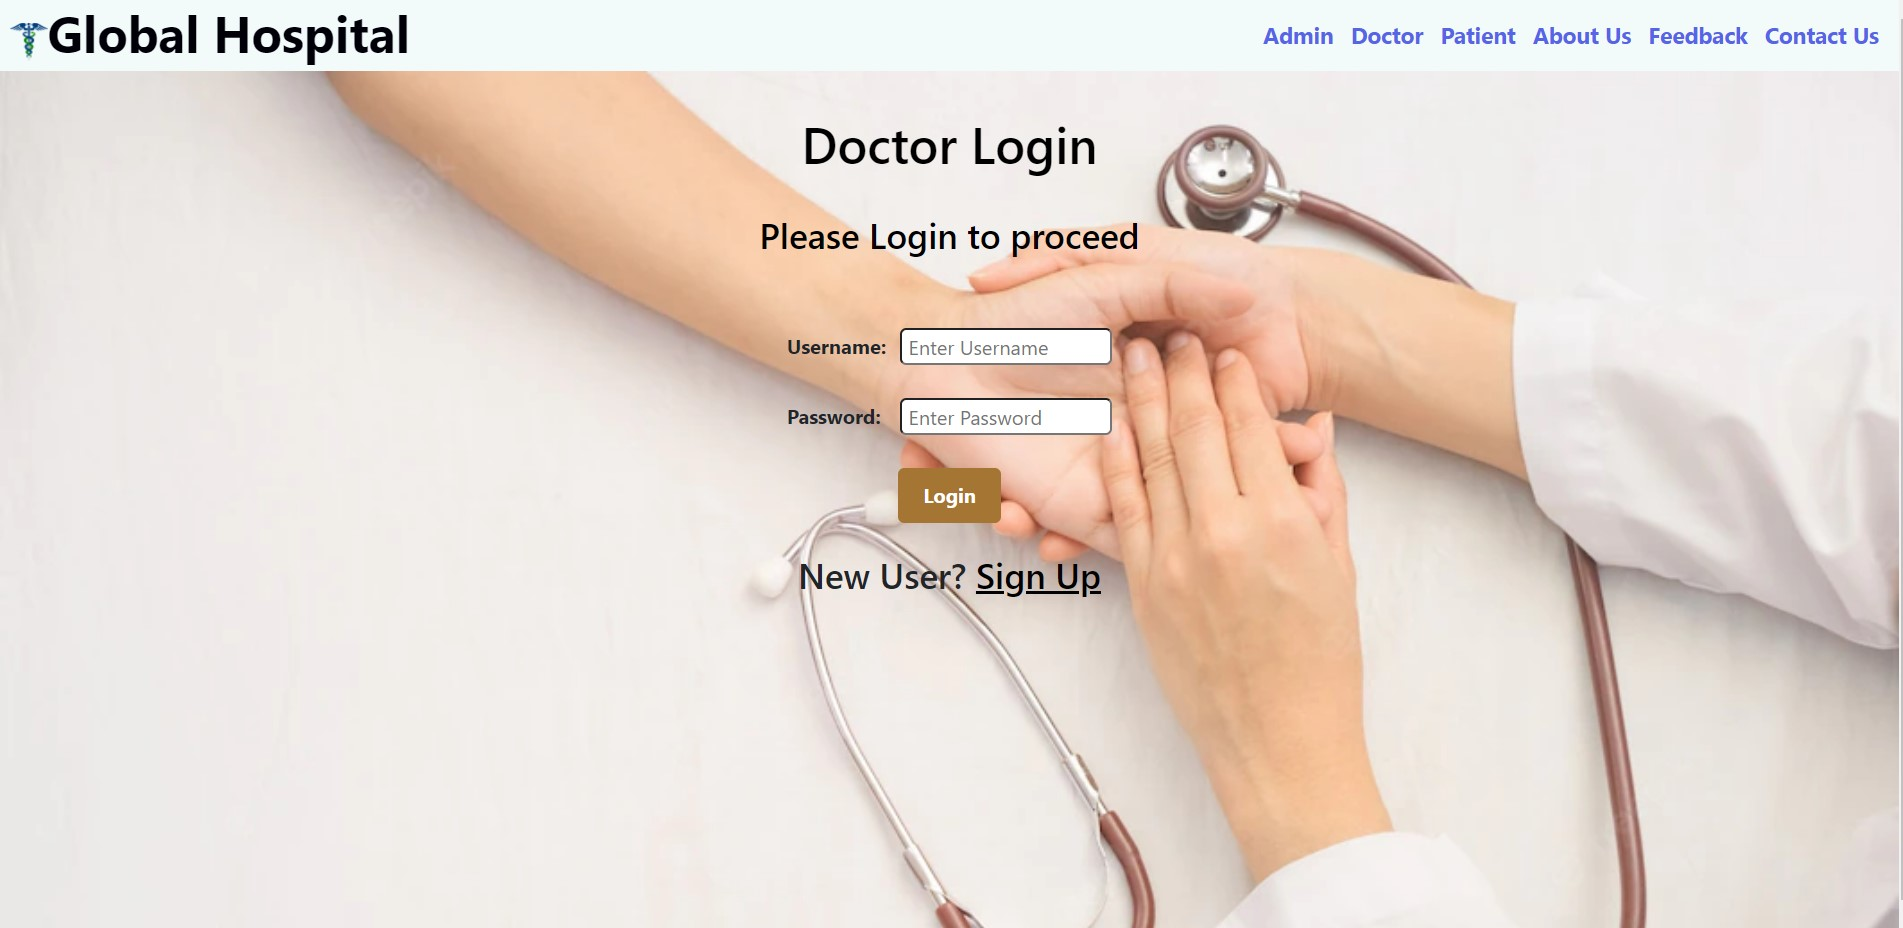 Global Hospital
Admin Doctor Patient About Us Feedback Contact Us
Doctor Login
Please Login to proceed
Username: Enter Username
Password: Enter Password
Login
New User? Sign Up